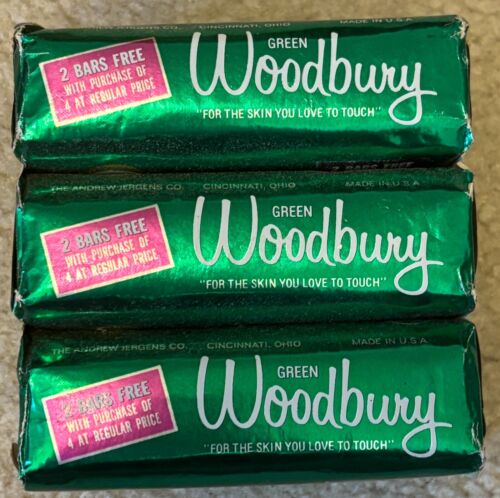 MADE IN U.S.A.
CINCINNATI, OHIO
2 BARS FREE
WITH PURCHASE OF
4 AT REGULAR PRICE
GREEN
Woodbury
"FOR THE SKIN YOU LOVE TO TOUCH"
2 BARS FREE
THE ANDREW JERGENS CO. CINCINNATI, OHIO MADE IN U.S.A.
2 BARS FREE
WITH PURCHASE OF
4 AT REGULAR PRICE
GREEN
Woodbury
"FOR THE SKIN YOU LOVE TO TOUCH"
THE ANDREW JERGENS CO. CINCINNATI, OHIO MADE IN U.S.A.
2 BARS FREE
WITH PURCHASE OF
4 AT REGULAR PRICE
GREEN
Woodbury
"FOR THE SKIN YOU LOVE TO TOUCH"